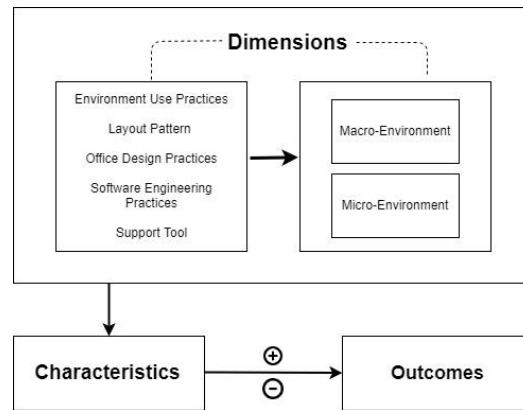 Dimensions
Environment Use Practices
Layout Pattern
Office Design Practices
Software Engineering
Practices
Support Tool
Macro-Environment
Micro-Environment
Characteristics
+
−
Outcomes